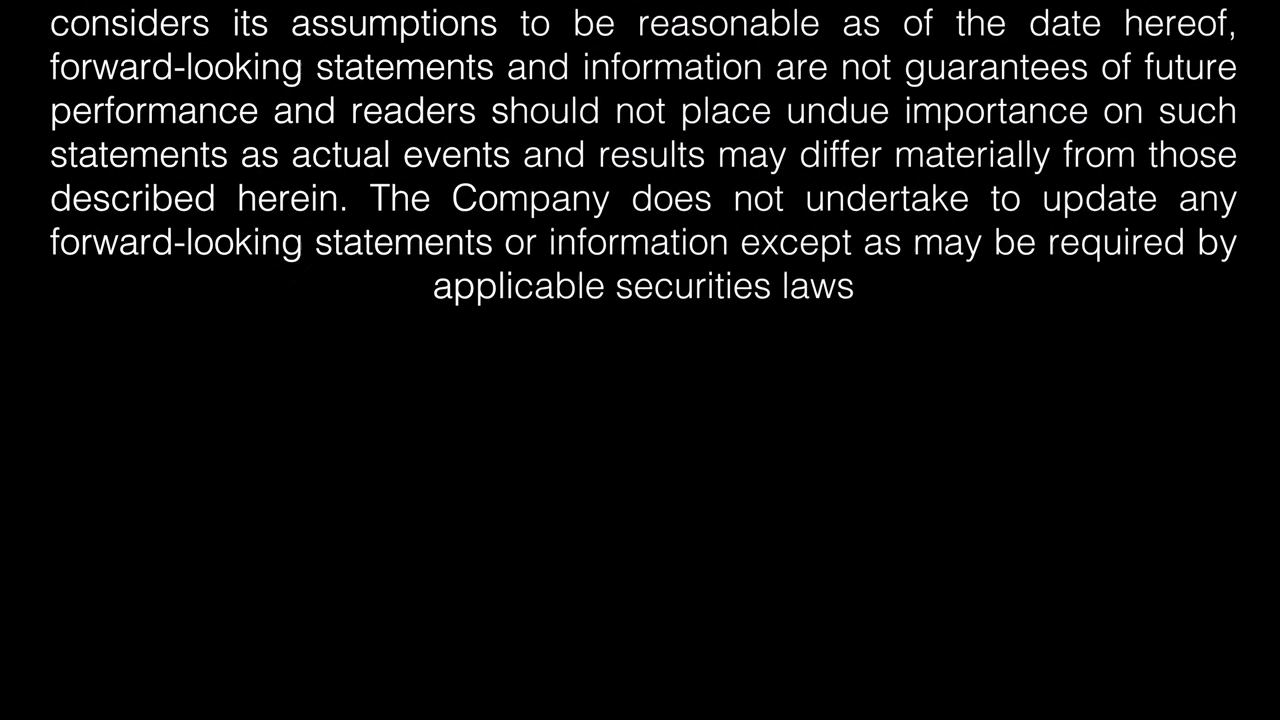 considers its assumptions to be reasonable as of the date hereof,
forward-looking statements and information are not guarantees of future
performance and readers should not place undue importance on such
statements as actual events and results may differ materially from those
described herein. The Company does not undertake to update any
forward-looking statements or information except as may be required by
applicable securities laws